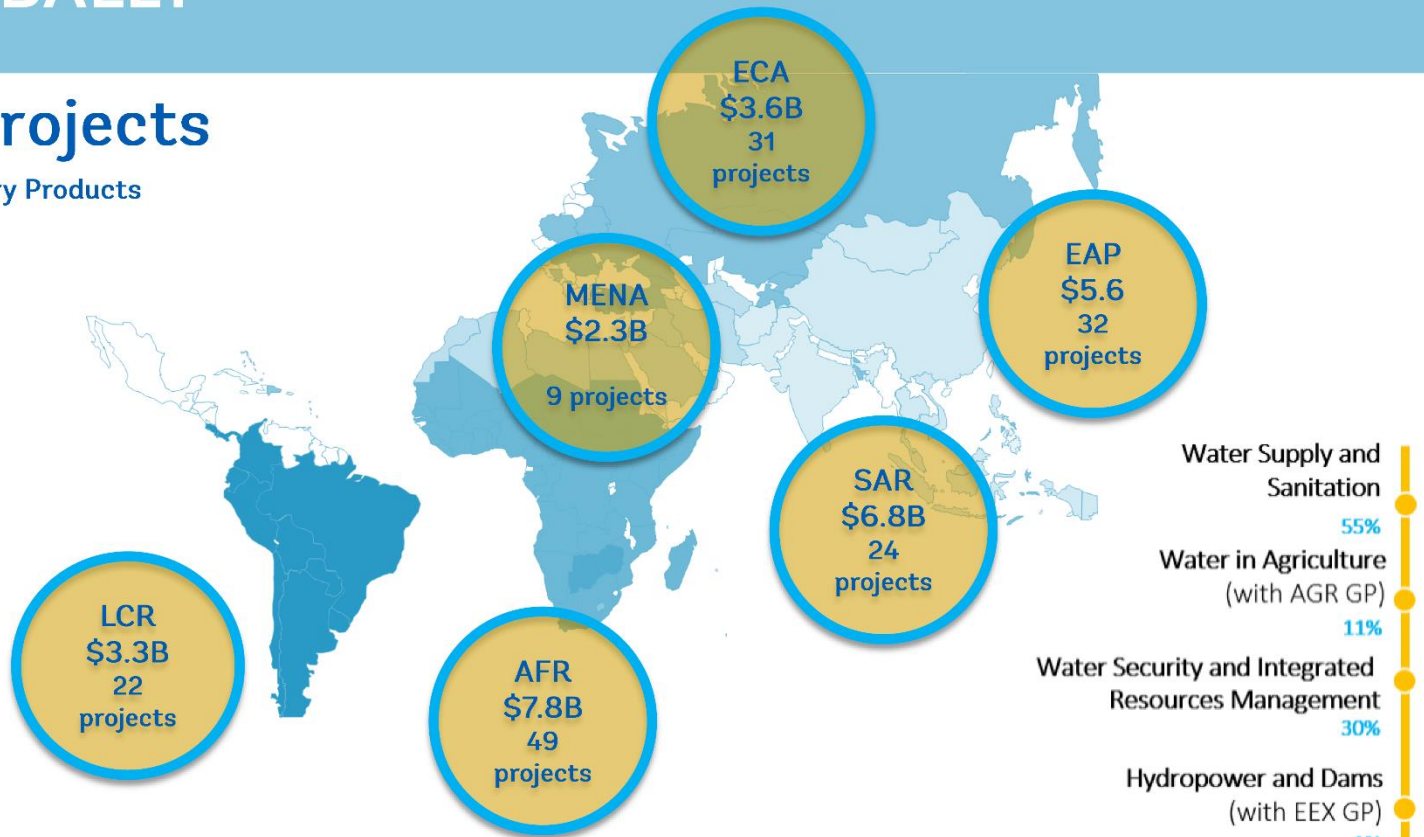 rojects
ry Products
ECA
$3.6B
31
projects
EAP
$5.6
32
projects
MENA
$2.3B
9 projects
SAR
$6.8B
24
projects
LCR
$3.3B
22
projects
AFR
$7.8B
49
projects
Water Supply and
Sanitation
55%
Water in Agriculture
(with AGR GP)
11%
Water Security and Integrated
Resources Management
30%
Hydropower and Dams
(with EEX GP)